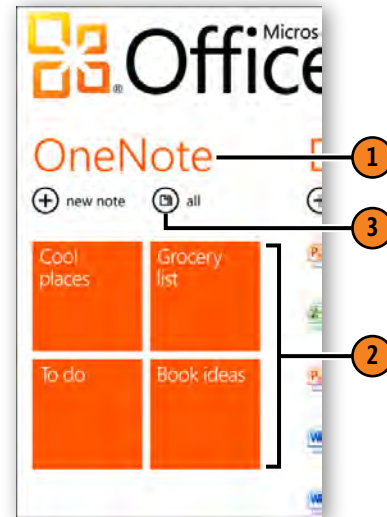 Micros
Office
OneNote
1
new note
all
3
Cool
places
Grocery
list
To do
Book ideas
2